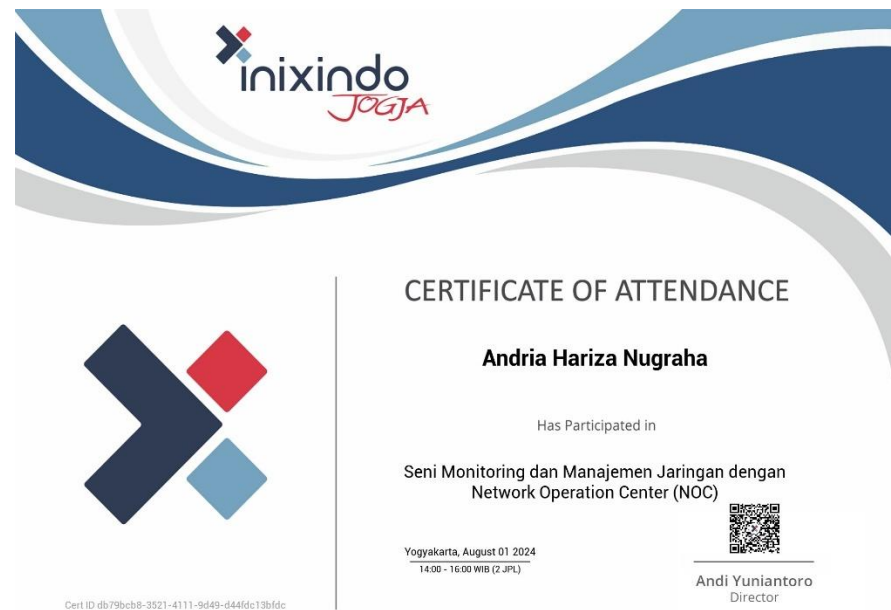 inixindo
JOGJA
CERTIFICATE OF ATTENDANCE
Andria Hariza Nugraha
Has Participated in
Seni Monitoring dan Manajemen Jaringan dengan
Network Operation Center (NOC)
Yogyakarta, August 01 2024
14:00 - 16:00 WIB (2 JPL)
Andi Yuniantoro
Director
Cert ID db79bcb8-3521-4111-9d49-d44fdc13bfdc